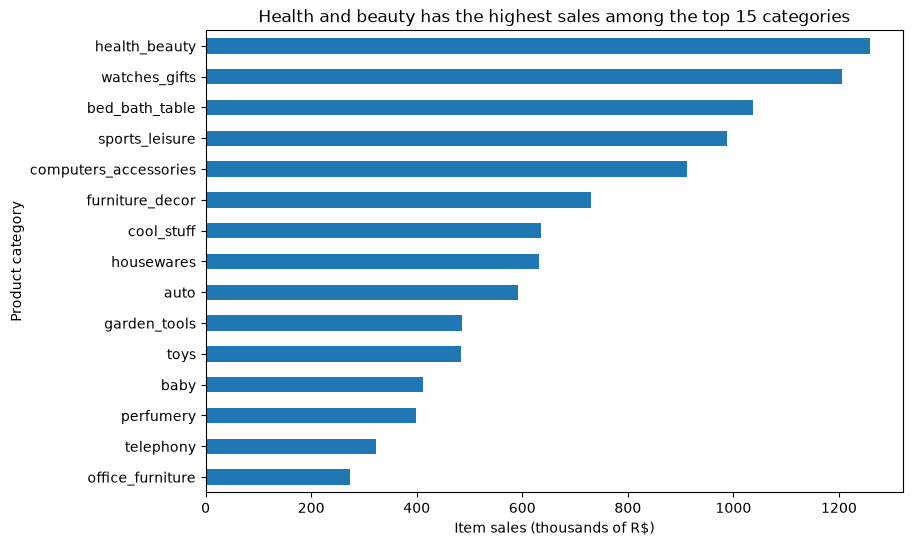 Health and beauty has the highest sales among the top 15 categories
Product category
health_beauty
watches_gifts
bed_bath_table
sports_leisure
computers_accessories
furniture_decor
cool_stuff
housewares
auto
garden_tools
toys
baby
perfumery
telephony
office_furniture
0 200 400 600 800 1000 1200
Item sales (thousands of R$)